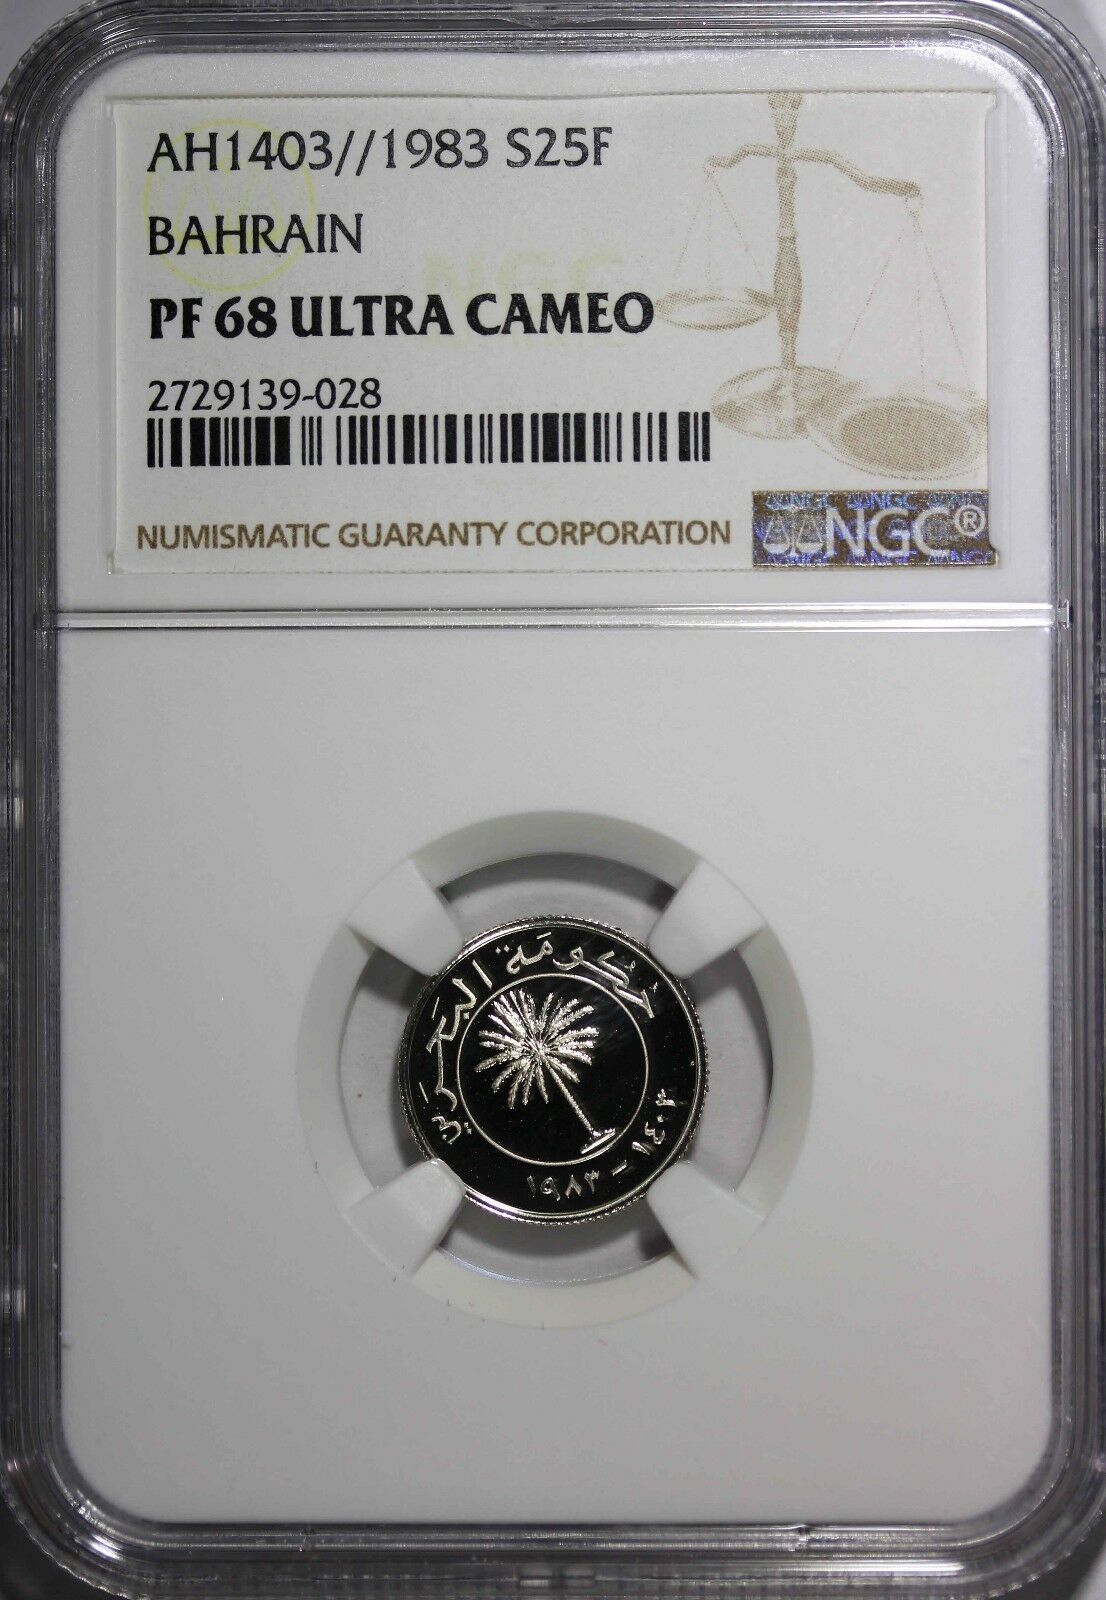 AH1403//1983 S25F
BAHRAIN
PF 68 ULTRA CAMEO
2729139-028
NUMISMATIC GUARANTY CORPORATION
NGC®
حكومة البحرين
١٤٠٣ - ١٩٨٣